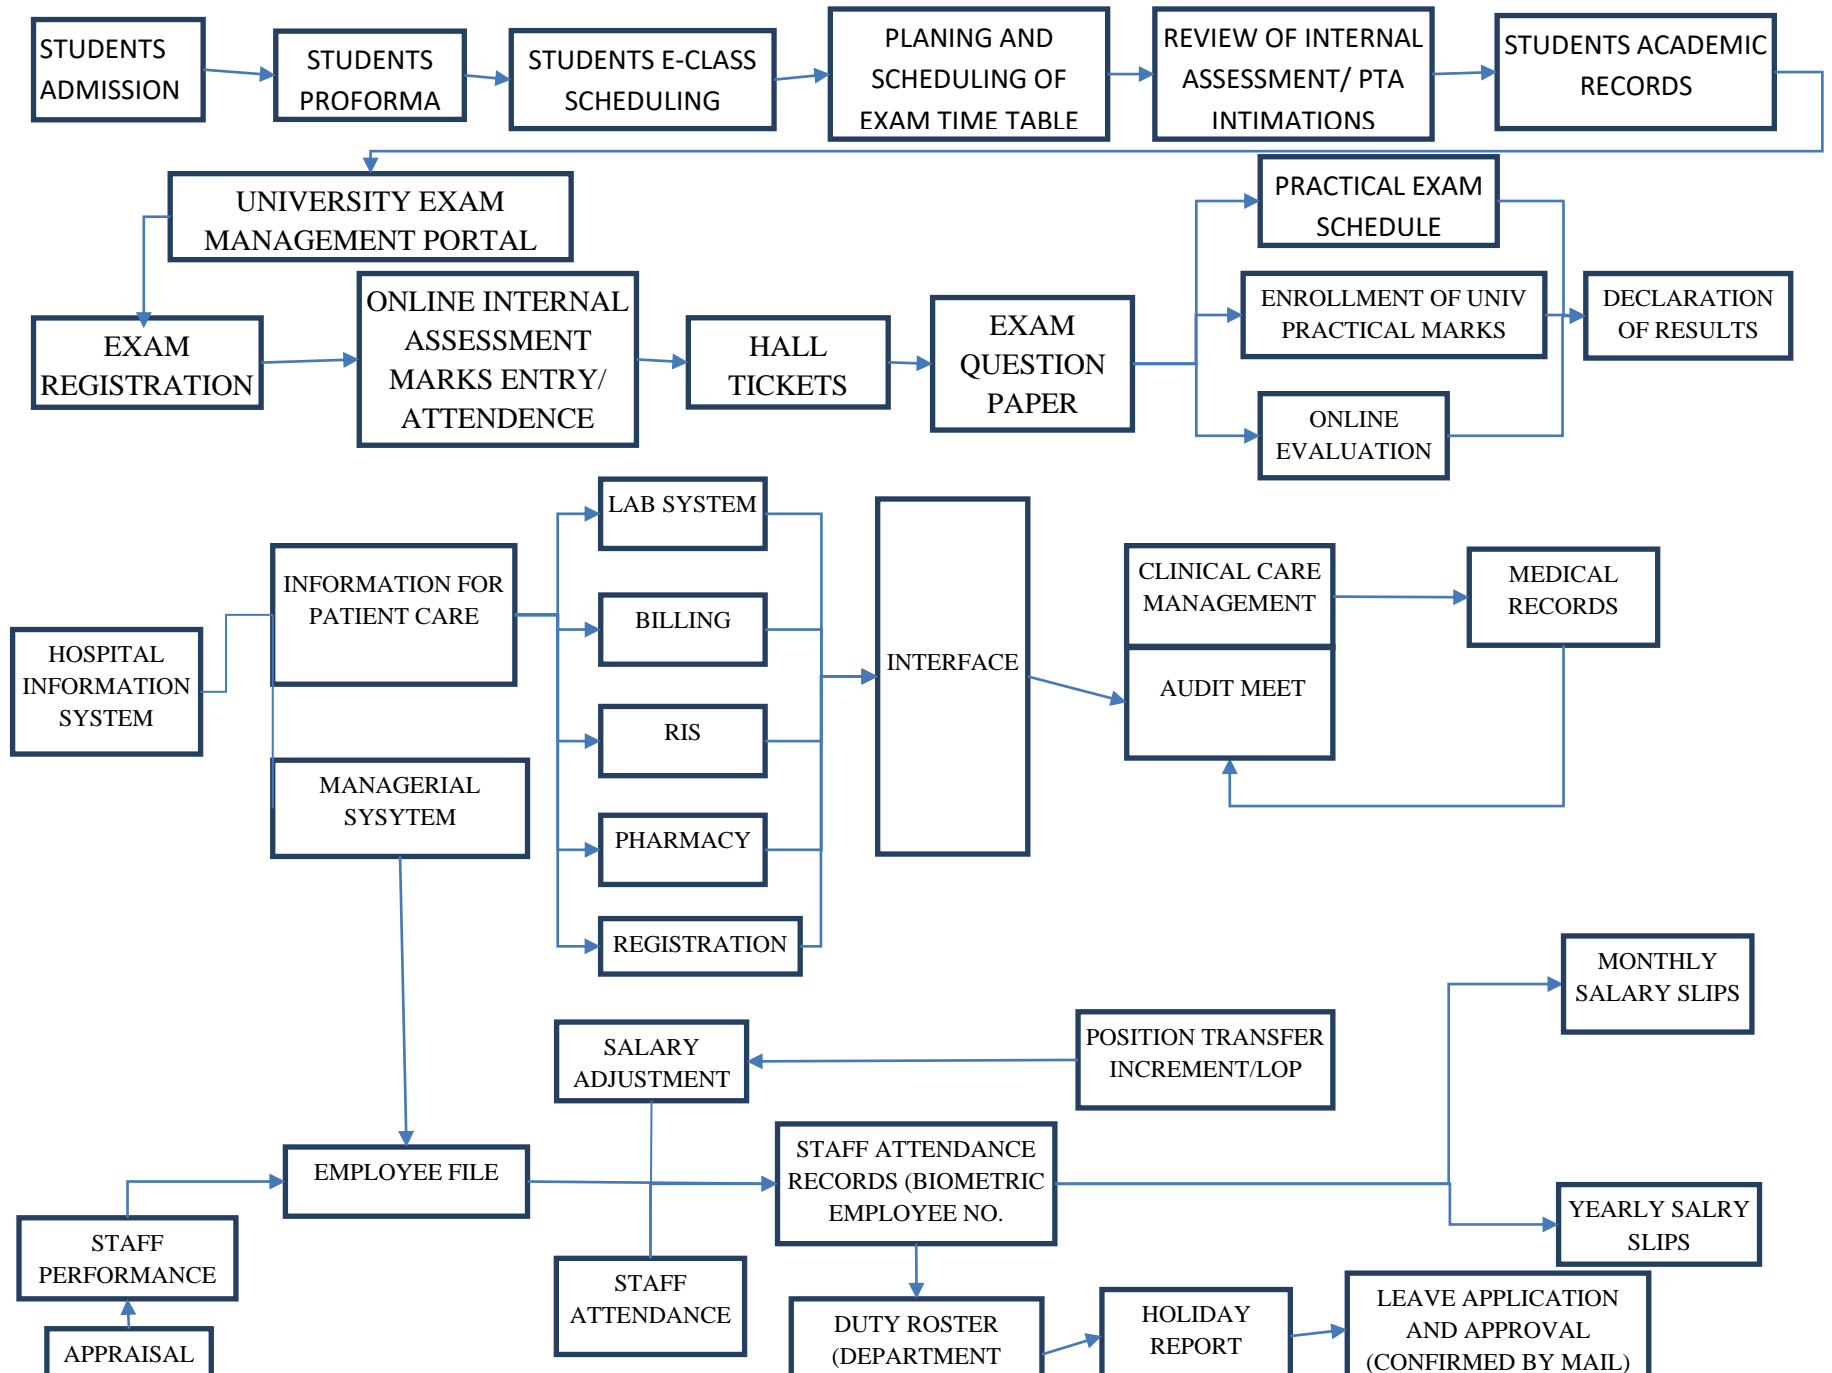 STUDENTS
ADMISSION
STUDENTS
PROFORMA
STUDENTS E-CLASS
SCHEDULING
PLANING AND
SCHEDULING OF
EXAM TIME TABLE
REVIEW OF INTERNAL
ASSESSMENT/ PTA
INTIMATIONS
STUDENTS ACADEMIC
RECORDS
UNIVERSITY EXAM
MANAGEMENT PORTAL
EXAM
REGISTRATION
ONLINE INTERNAL
ASSESSMENT
MARKS ENTRY/
ATTENDENCE
HALL
TICKETS
EXAM
QUESTION
PAPER
PRACTICAL EXAM
SCHEDULE
ENROLLMENT OF UNIV
PRACTICAL MARKS
ONLINE
EVALUATION
DECLARATION
OF RESULTS
HOSPITAL
INFORMATION
SYSTEM
INFORMATION FOR
PATIENT CARE
MANAGERIAL
SYSYTEM
LAB SYSTEM
BILLING
RIS
PHARMACY
REGISTRATION
INTERFACE
CLINICAL CARE
MANAGEMENT
AUDIT MEET
MEDICAL
RECORDS
MONTHLY
SALARY SLIPS
SALARY
ADJUSTMENT
POSITION TRANSFER
INCREMENT/LOP
EMPLOYEE FILE
STAFF ATTENDANCE
RECORDS (BIOMETRIC
EMPLOYEE NO.
YEARLY SALRY
SLIPS
STAFF
PERFORMANCE
APPRAISAL
STAFF
ATTENDANCE
DUTY ROSTER
(DEPARTMENT
HOLIDAY
REPORT
LEAVE APPLICATION
AND APPROVAL
(CONFIRMED BY MAIL)